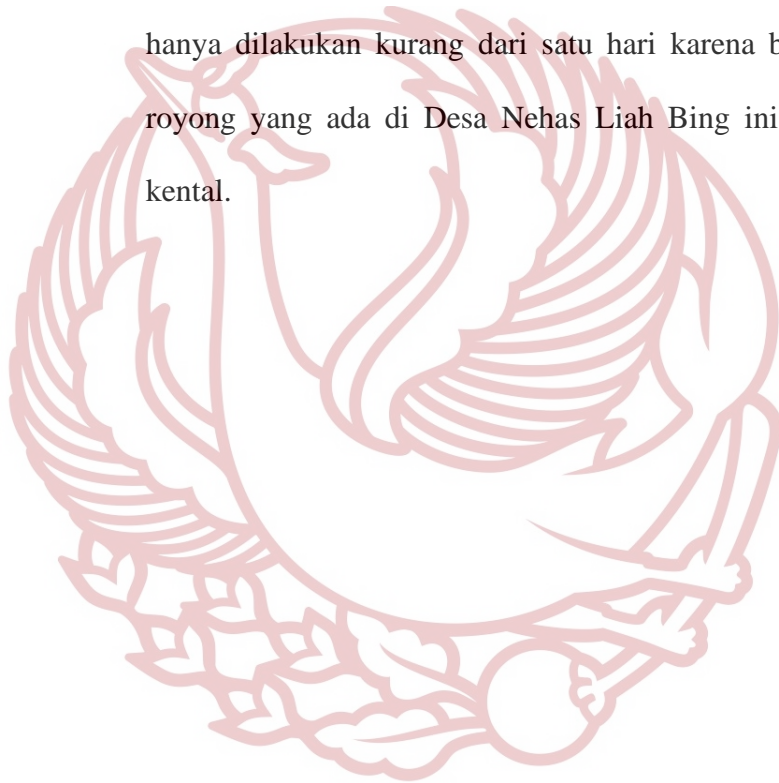 hanya dilakukan kurang dari satu hari karena
royong yang ada di Desa Nehas Liah Bing ini
kental.